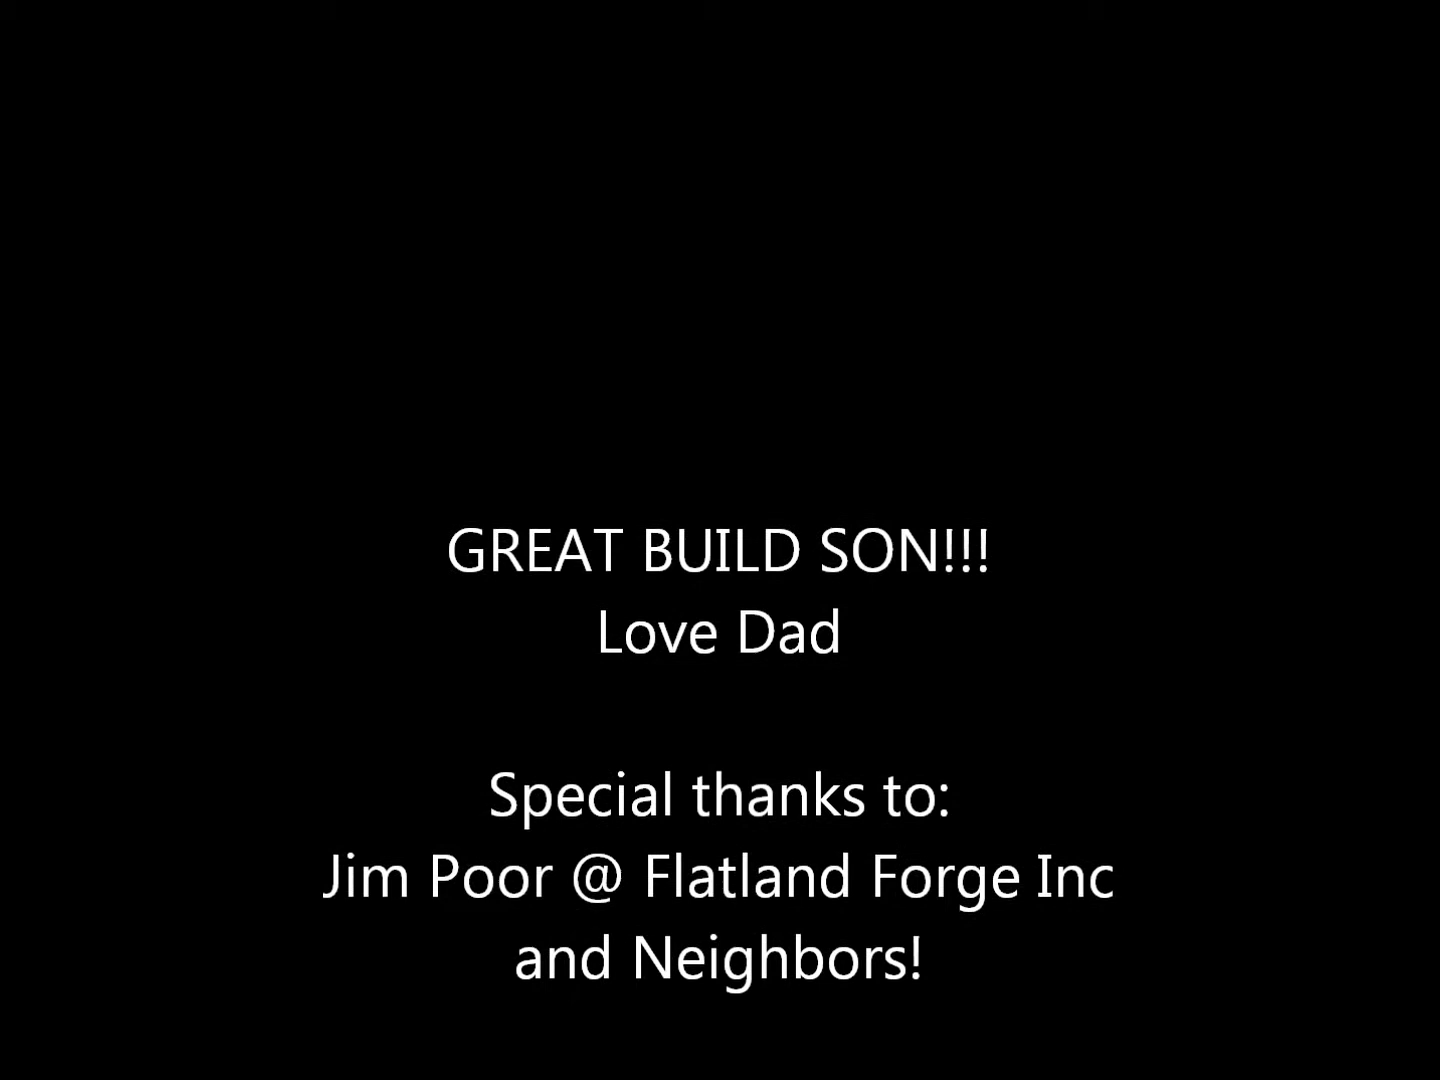 GREAT BUILD SON!!!
Love Dad
Special thanks to:
Jim Poor @ Flatland Forge Inc
and Neighbors!